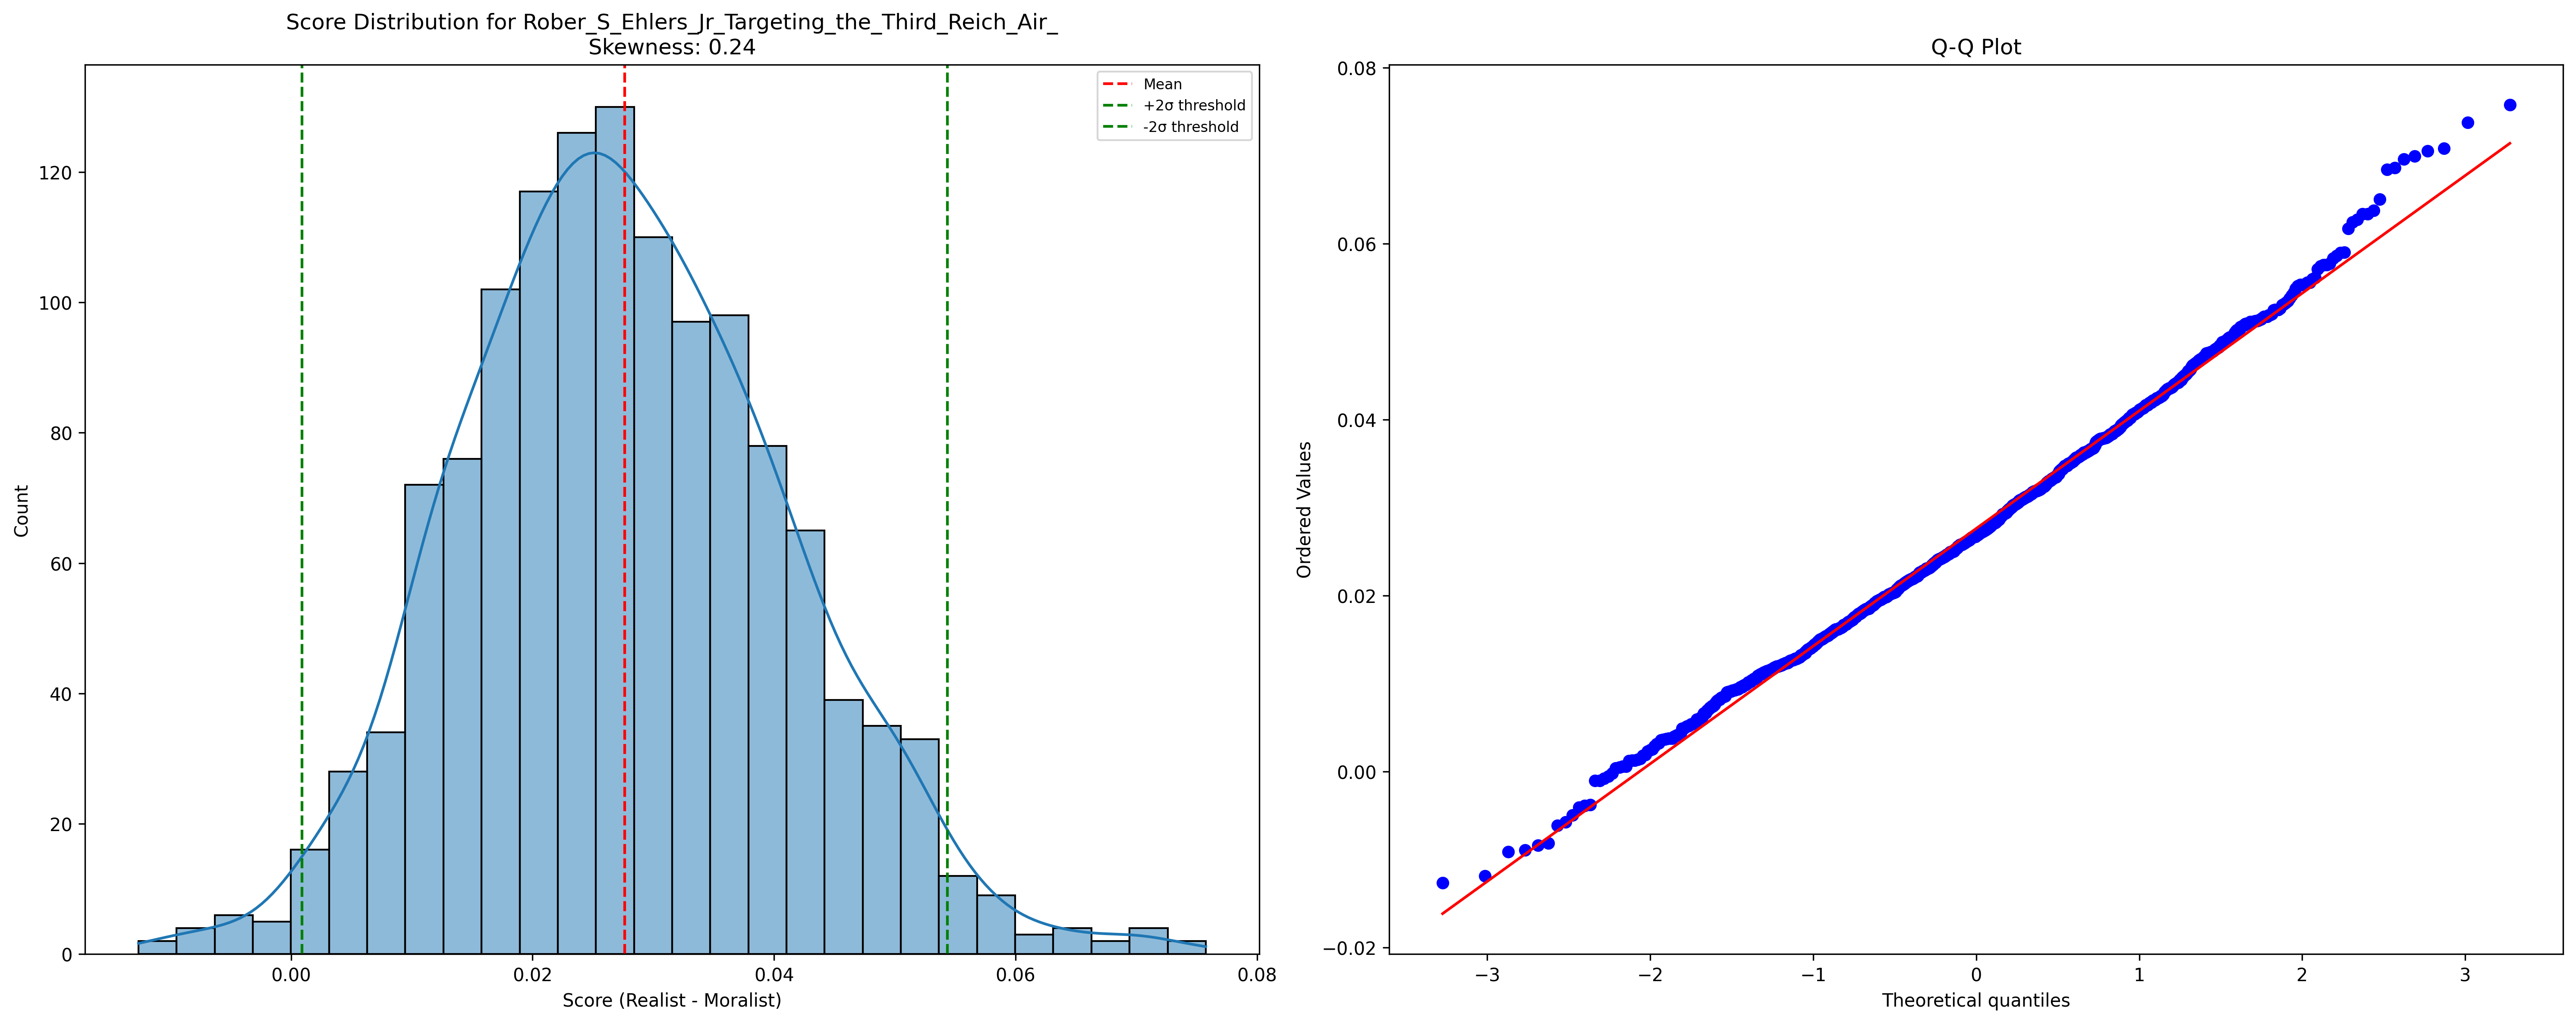 Score Distribution for Rober_S_Ehlers_Jr_Targeting_the_Third_Reich_Air_
Skewness: 0.24
Mean
+2σ threshold
-2σ threshold
120
100
80
60
40
20
0
Count
0.00 0.02 0.04 0.06 0.08
Score (Realist - Moralist)
Q-Q Plot
0.08
0.06
0.04
0.02
0.00
−0.02
Ordered Values
−3 −2 −1 0 1 2 3
Theoretical quantiles